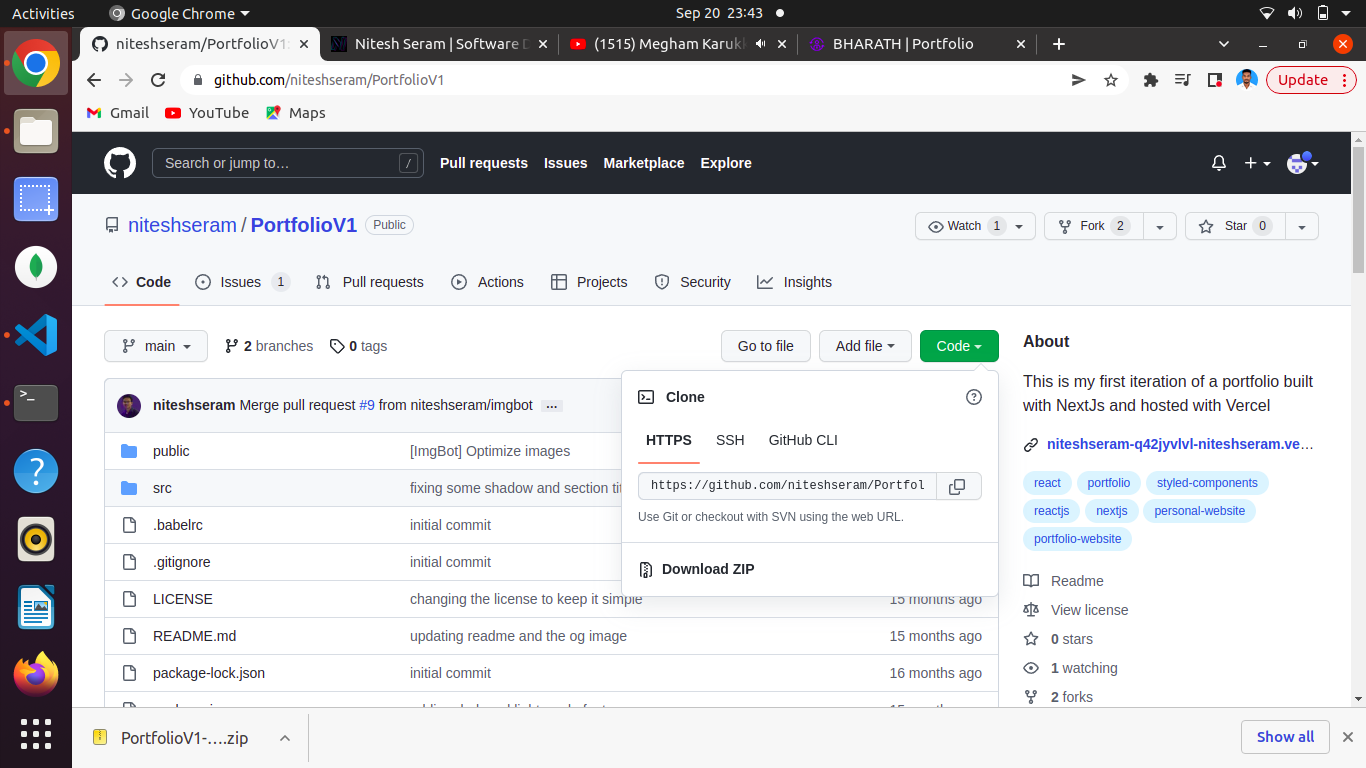 Activities
Google Chrome
Sep 20 23:43
niteshseram/PortfolioV1:
Nitesh Seram | Software D
(1515) Megham Karukk
BHARATH | Portfolio
github.com/niteshseram/PortfolioV1
Update
Gmail
YouTube
Maps
Search or jump to…
/
Pull requests
Issues
Marketplace
Explore
niteshseram / PortfolioV1
Public
Watch 1
Fork 2
Star 0
Code
Issues 1
Pull requests
Actions
Projects
Security
Insights
main
2 branches
0 tags
Go to file
Add file
Code
niteshseram Merge pull request #9 from niteshseram/imgbot …
public
[ImgBot] Optimize images
src
fixing some shadow and section tit
.babelrc
initial commit
.gitignore
initial commit
LICENSE
changing the license to keep it simple
15 months ago
README.md
updating readme and the og image
15 months ago
package-lock.json
initial commit
16 months ago
Clone
HTTPS
SSH
GitHub CLI
https://github.com/niteshseram/Portfol
Use Git or checkout with SVN using the web URL.
Download ZIP
About
This is my first iteration of a portfolio built
with NextJs and hosted with Vercel
niteshseram-q42jyvlvl-niteshseram.ve…
react
portfolio
styled-components
reactjs
nextjs
personal-website
portfolio-website
Readme
View license
0 stars
1 watching
2 forks
PortfolioV1-….zip
Show all